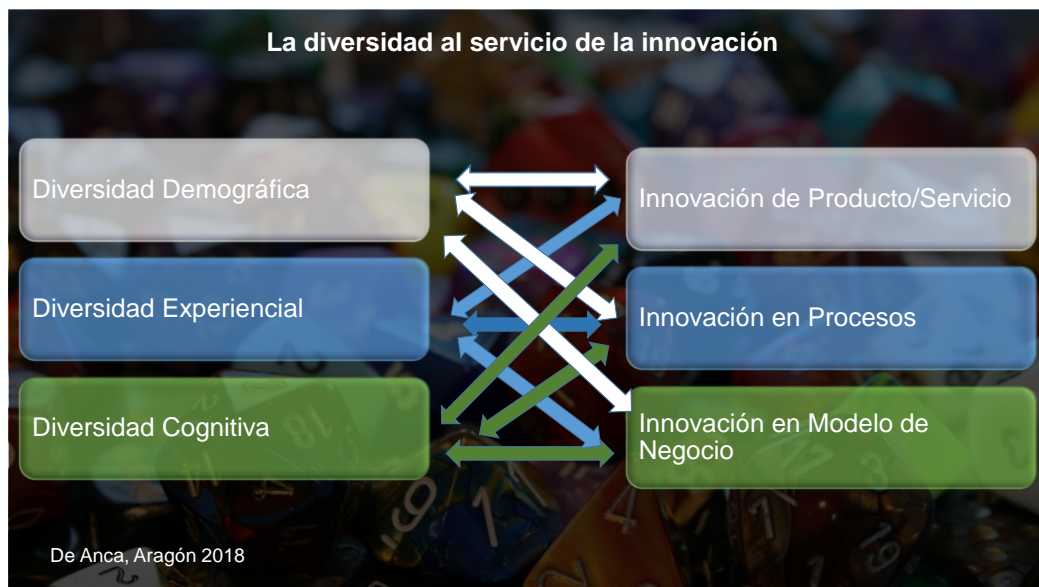 La diversidad al servicio de la innovación
Diversidad Demográfica
Innovación de Producto/Servicio
Diversidad Experiencial
Innovación en Procesos
Diversidad Cognitiva
Innovación en Modelo de
Negocio
De Anca, Aragón 2018